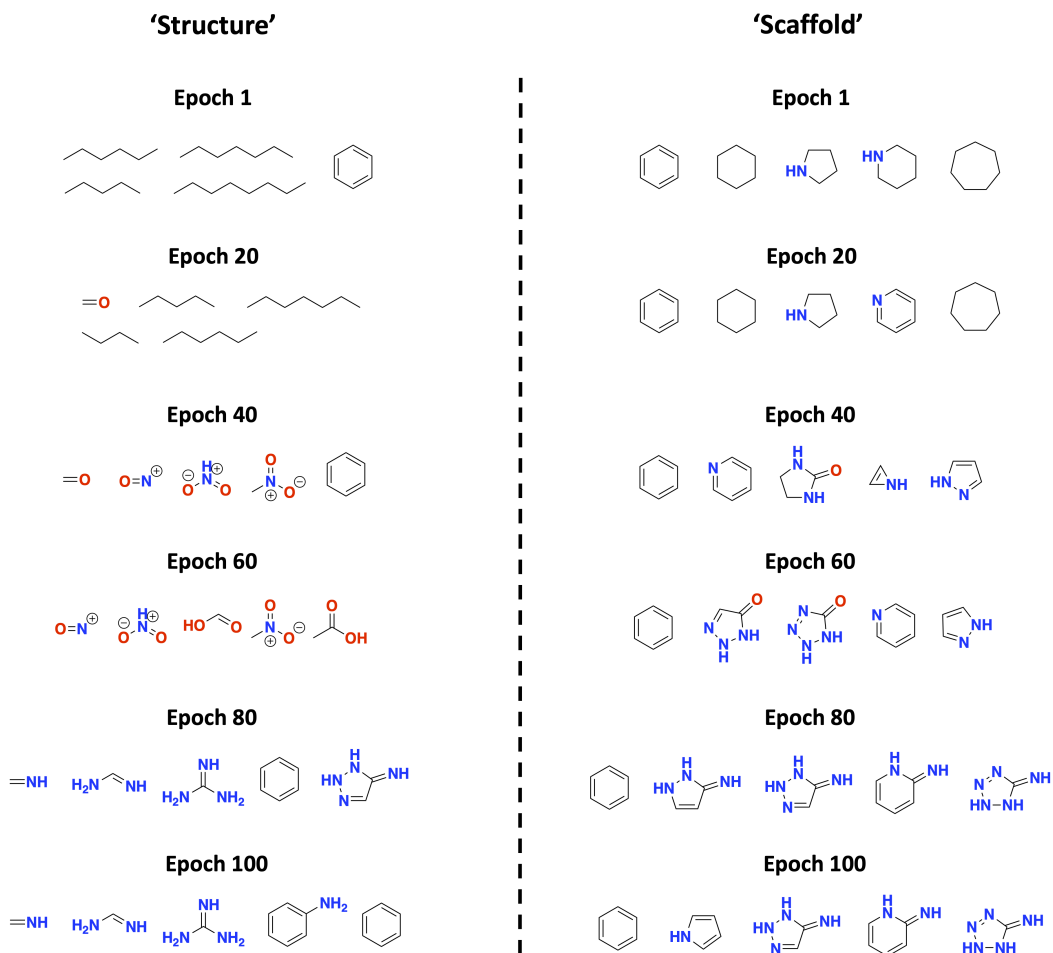 ‘Structure’
‘Scaffold’
Epoch 1
Epoch 1
HN
HN
Epoch 20
Epoch 20
O
HN
N
Epoch 40
Epoch 40
O
O=N+
H
N+
-O O
O
N+
O-
N
H
N
O
NH
NH
HN
N
Epoch 60
Epoch 60
O=N+
H
N+
-O O
HO O
O
N+
O-
O
OH
O
N
NH
N
H
O
N
N
NH
N
H
N
NH
N
Epoch 80
Epoch 80
NH
H2N NH
NH
H2N NH2
H
N
HN
NH
N
H
N
HN
NH
H
N
HN
NH
N
H
N
NH
N
N
NH
HN NH
Epoch 100
Epoch 100
NH
H2N NH
NH
H2N NH2
NH2
HN
H
N
HN
NH
N
H
N
NH
N
N
NH
HN NH